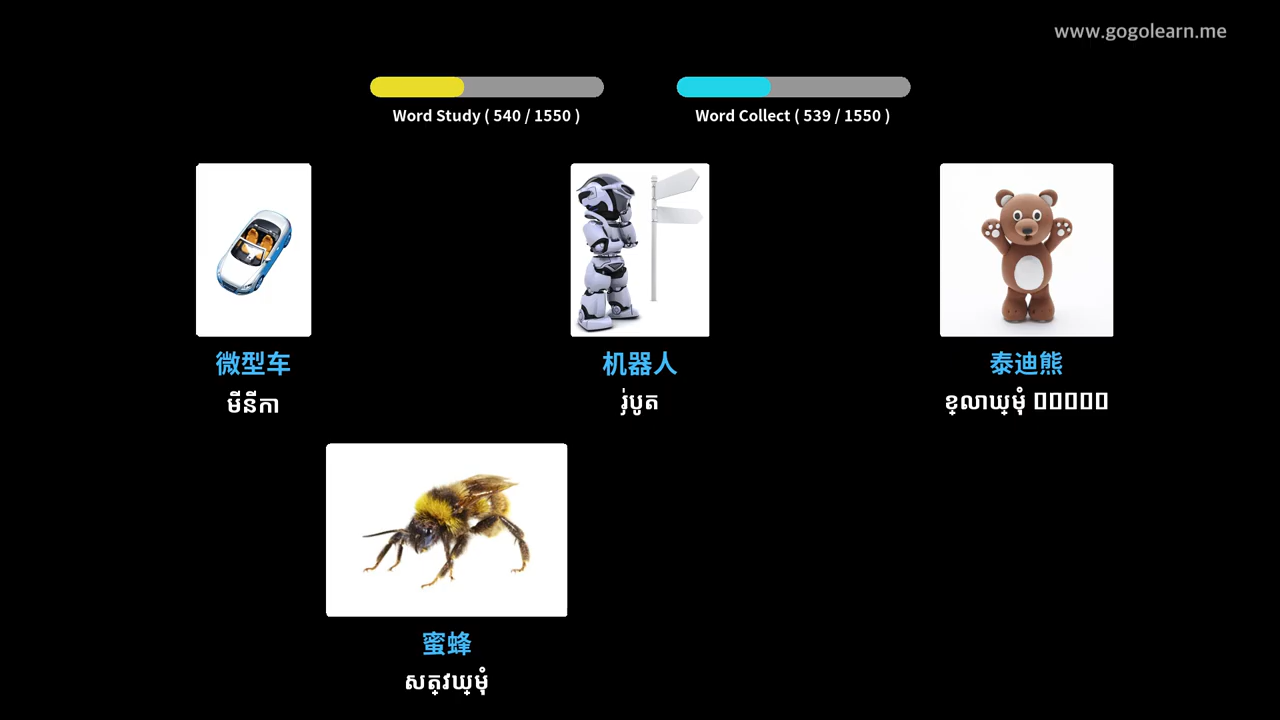 www.gogolearn.me
Word Study ( 540 / 1550 )
Word Collect ( 539 / 1550 )
微型车
មីនីកា
机器人
រ៉ូបូត
泰迪熊
ខ្លាឃ្មុំ
蜜蜂
សត្វឃ្មុំ